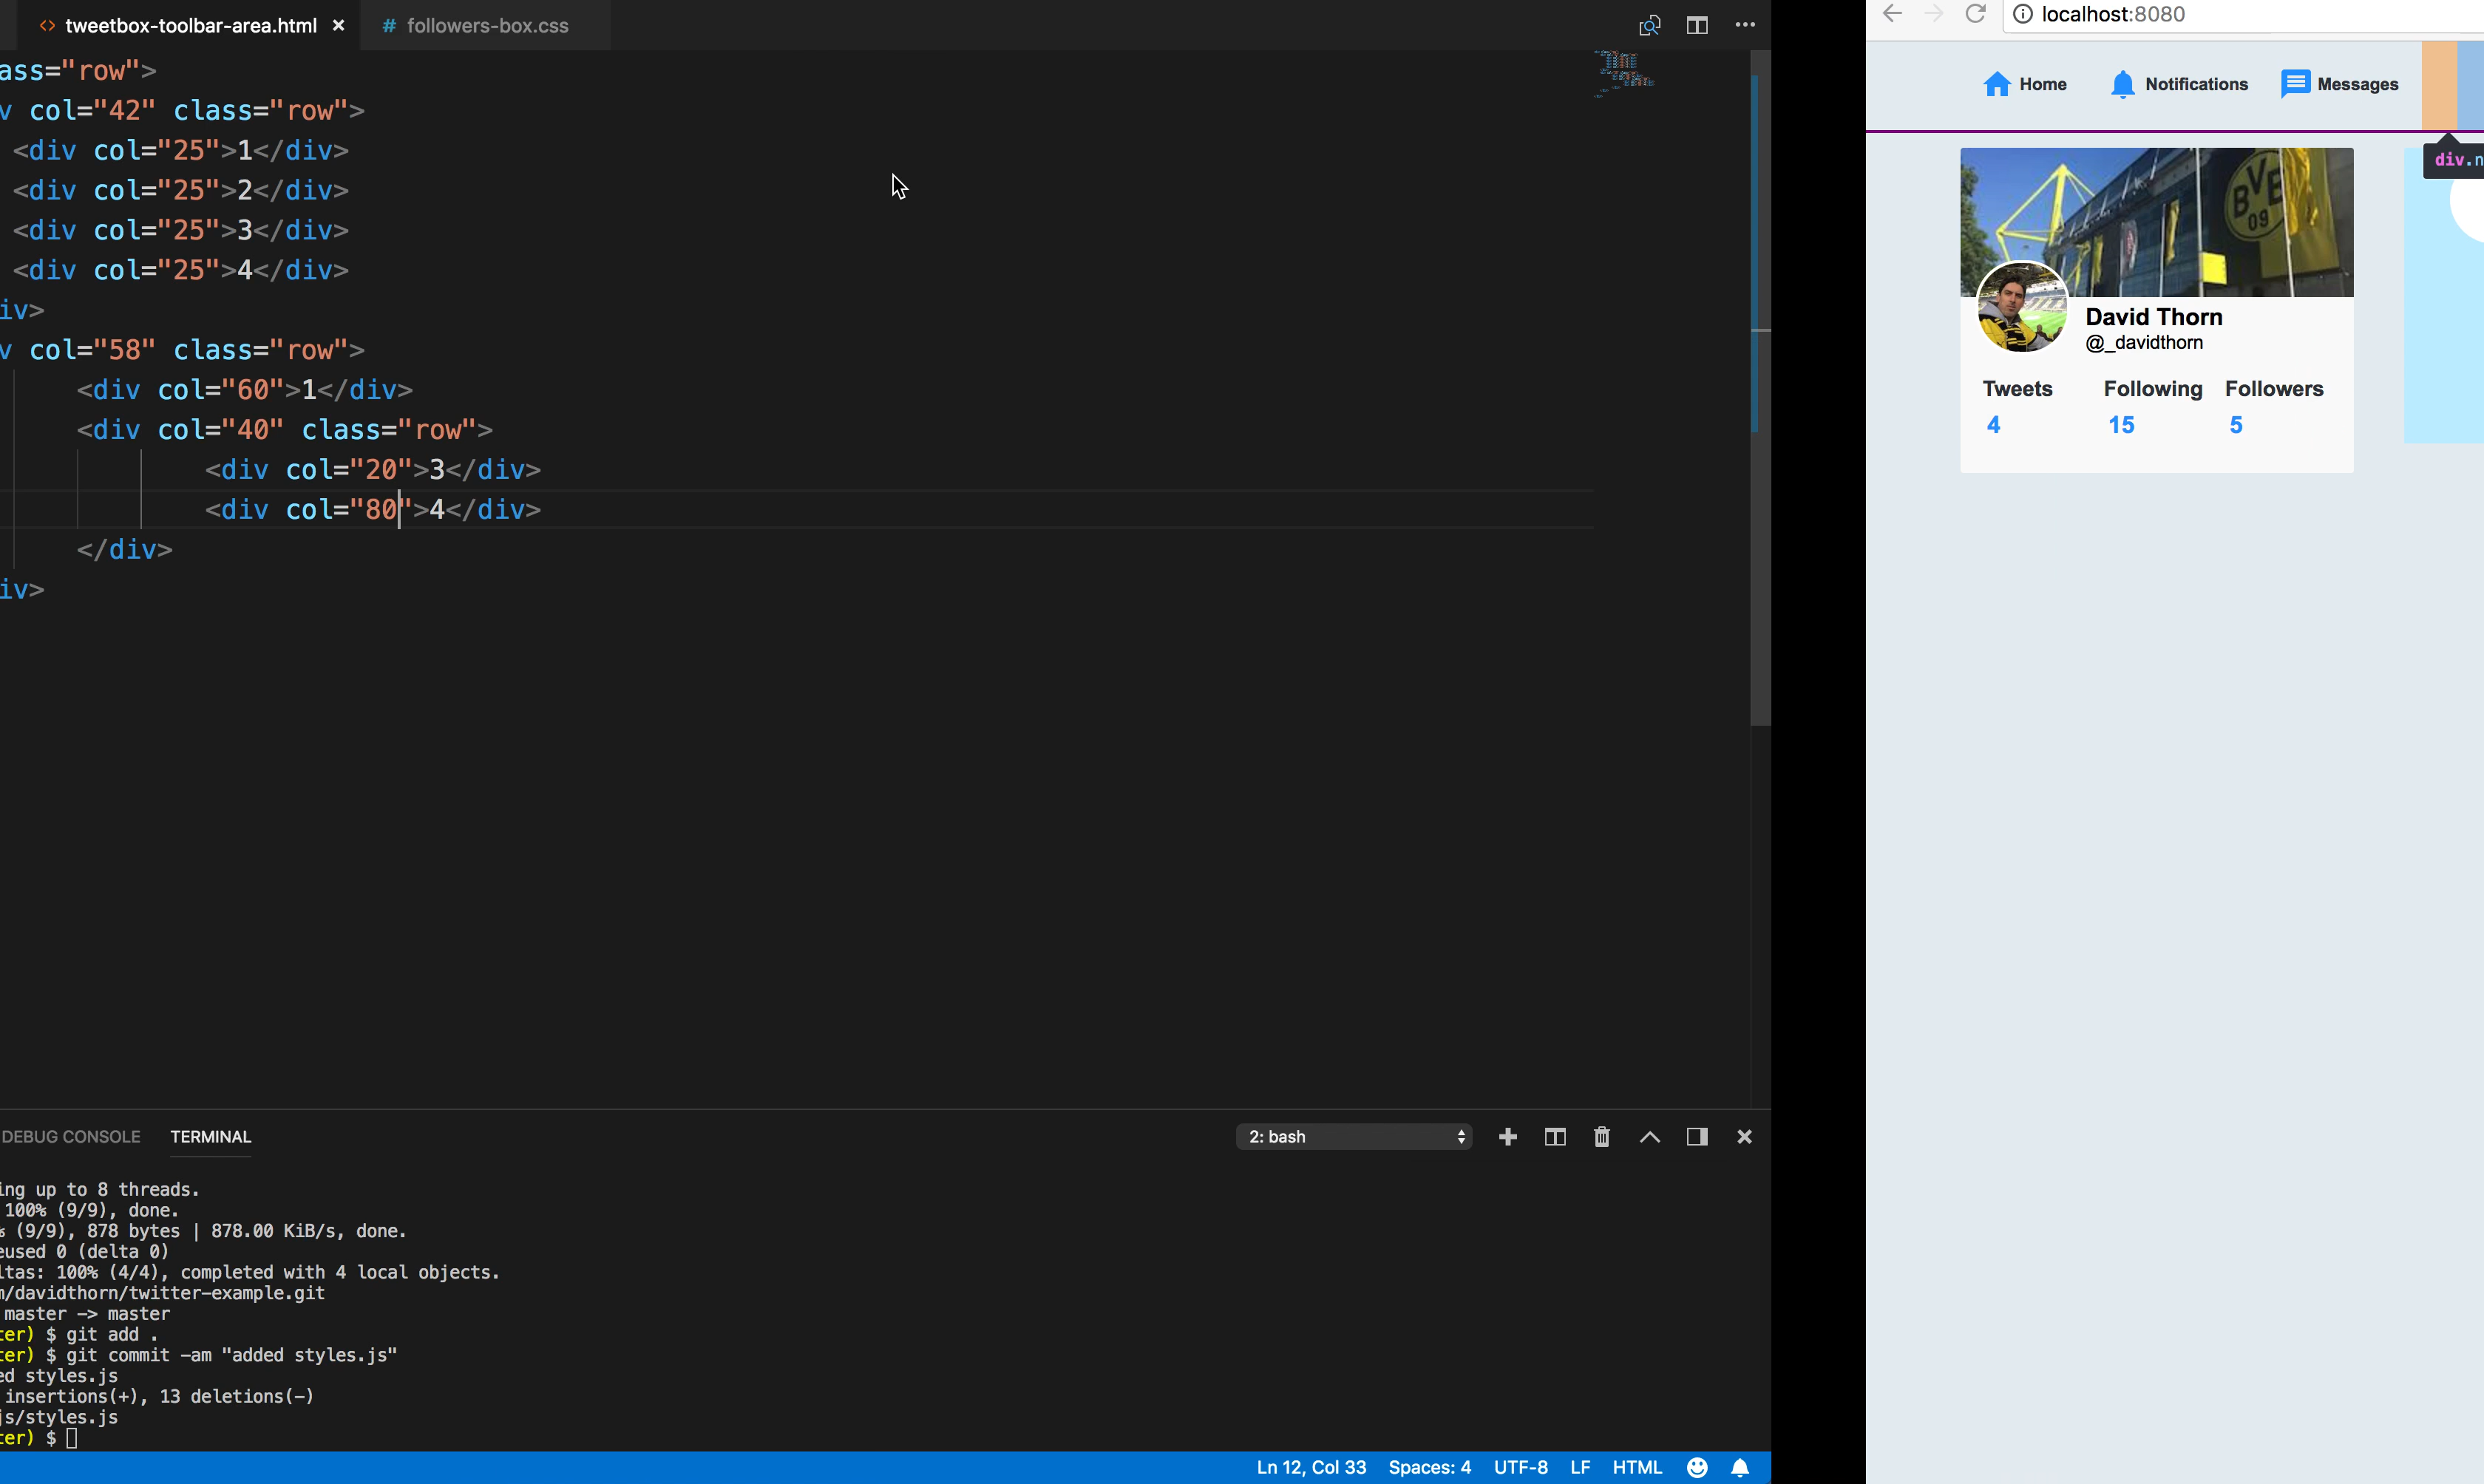 <> tweetbox-toolbar-area.html × # followers-box.css
ass="row">
v col="42" class="row">
<div col="25">1</div>
<div col="25">2</div>
<div col="25">3</div>
<div col="25">4</div>
iv>
v col="58" class="row">
<div col="60">1</div>
<div col="40" class="row">
<div col="20">3</div>
<div col="80">4</div>
</div>
iv>
DEBUG CONSOLE TERMINAL 2: bash
ing up to 8 threads.
100% (9/9), done.
% (9/9), 878 bytes | 878.00 KiB/s, done.
eused 0 (delta 0)
ltas: 100% (4/4), completed with 4 local objects.
m/davidthorn/twitter-example.git
master -> master
ter) $ git add .
ter) $ git commit -am "added styles.js"
ed styles.js
insertions(+), 13 deletions(-)
js/styles.js
ter) $
Ln 12, Col 33 Spaces: 4 UTF-8 LF HTML
localhost:8080
Home Notifications Messages
div.n
BVB
09
David Thorn
@_davidthorn
Tweets Following Followers
4 15 5